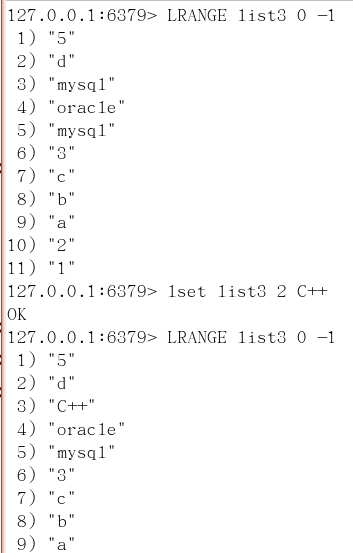 127.0.0.1:6379> LRANGE list3 0 -1
1) "5"
2) "d"
3) "mysql"
4) "oracle"
5) "mysql"
6) "3"
7) "c"
8) "b"
9) "a"
10) "2"
11) "1"
127.0.0.1:6379> lset list3 2 C++
OK
127.0.0.1:6379> LRANGE list3 0 -1
1) "5"
2) "d"
3) "C++"
4) "oracle"
5) "mysql"
6) "3"
7) "c"
8) "b"
9) "a"